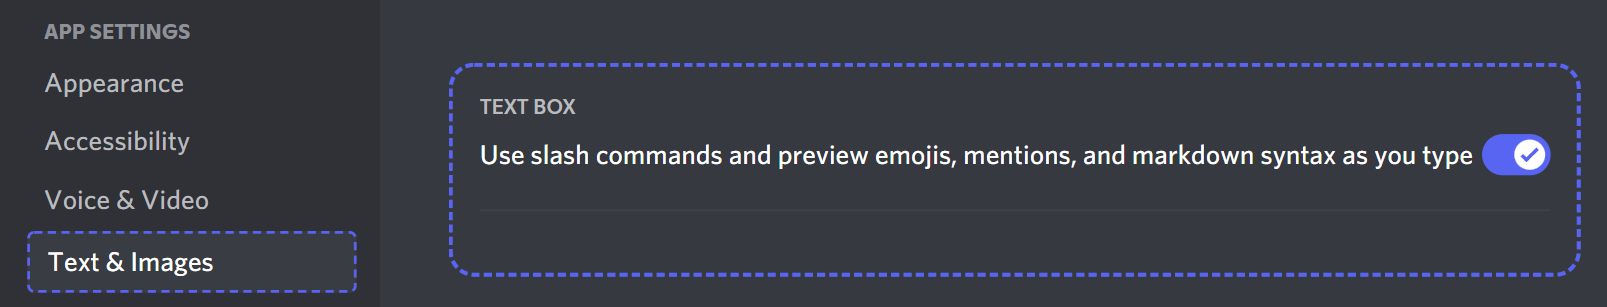 APP SETTINGS
Appearance
Accessibility
Voice & Video
Text & Images
TEXT BOX
Use slash commands and preview emojis, mentions, and markdown syntax as you type